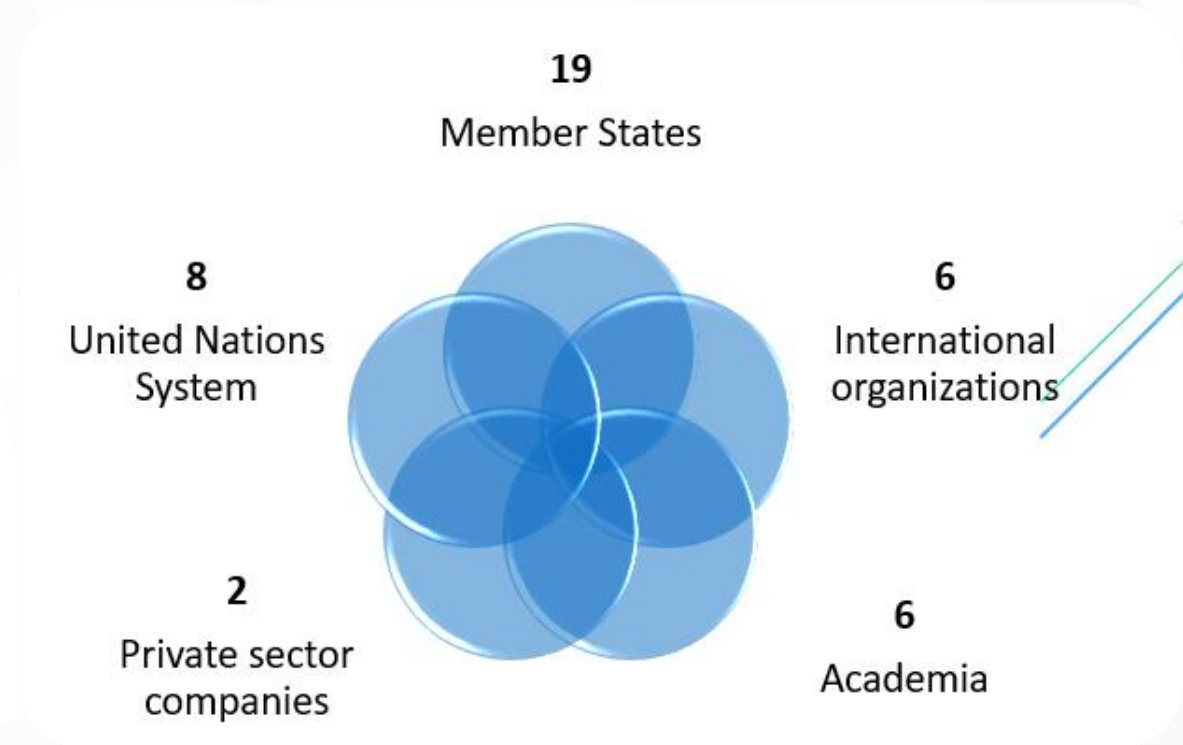 19
Member States
8
United Nations
System
6
International
organizations
2
Private sector
companies
6
Academia